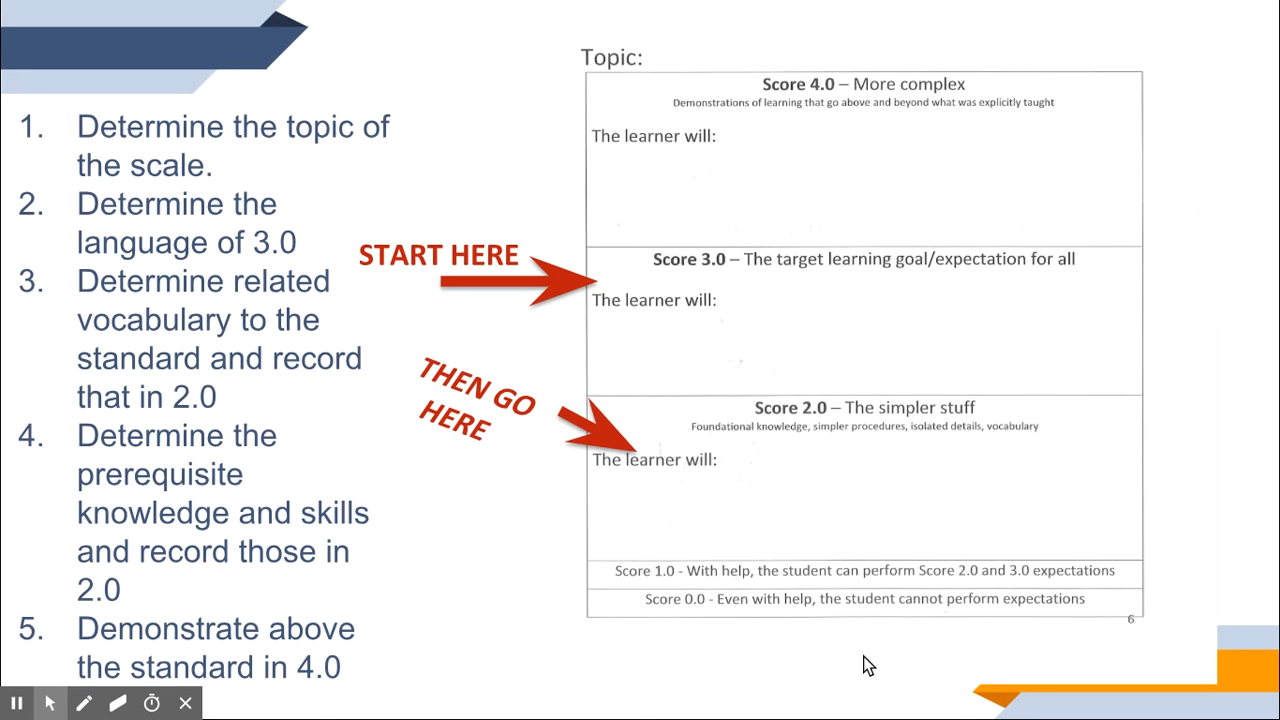 1. Determine the topic of
the scale.
2. Determine the
language of 3.0
3. Determine related
vocabulary to the
standard and record
that in 2.0
4. Determine the
prerequisite
knowledge and skills
and record those in
2.0
5. Demonstrate above
the standard in 4.0
START HERE
THEN GO
HERE
Topic:
Score 4.0 – More complex
Demonstrations of learning that go above and beyond what was explicitly taught
The learner will:
Score 3.0 – The target learning goal/expectation for all
The learner will:
Score 2.0 – The simpler stuff
Foundational knowledge, simpler procedures, isolated details, vocabulary
The learner will:
Score 1.0 - With help, the student can perform Score 2.0 and 3.0 expectations
Score 0.0 - Even with help, the student cannot perform expectations
6